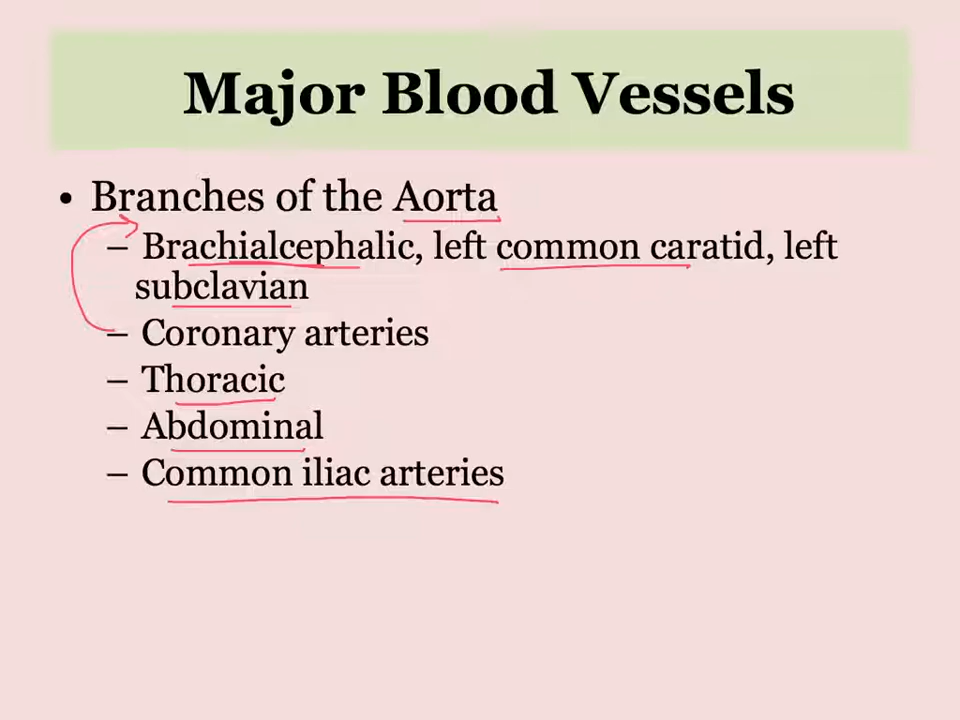 Major Blood Vessels
• Branches of the Aorta
– Brachialcephalic, left common caratid, left
subclavian
– Coronary arteries
– Thoracic
– Abdominal
– Common iliac arteries